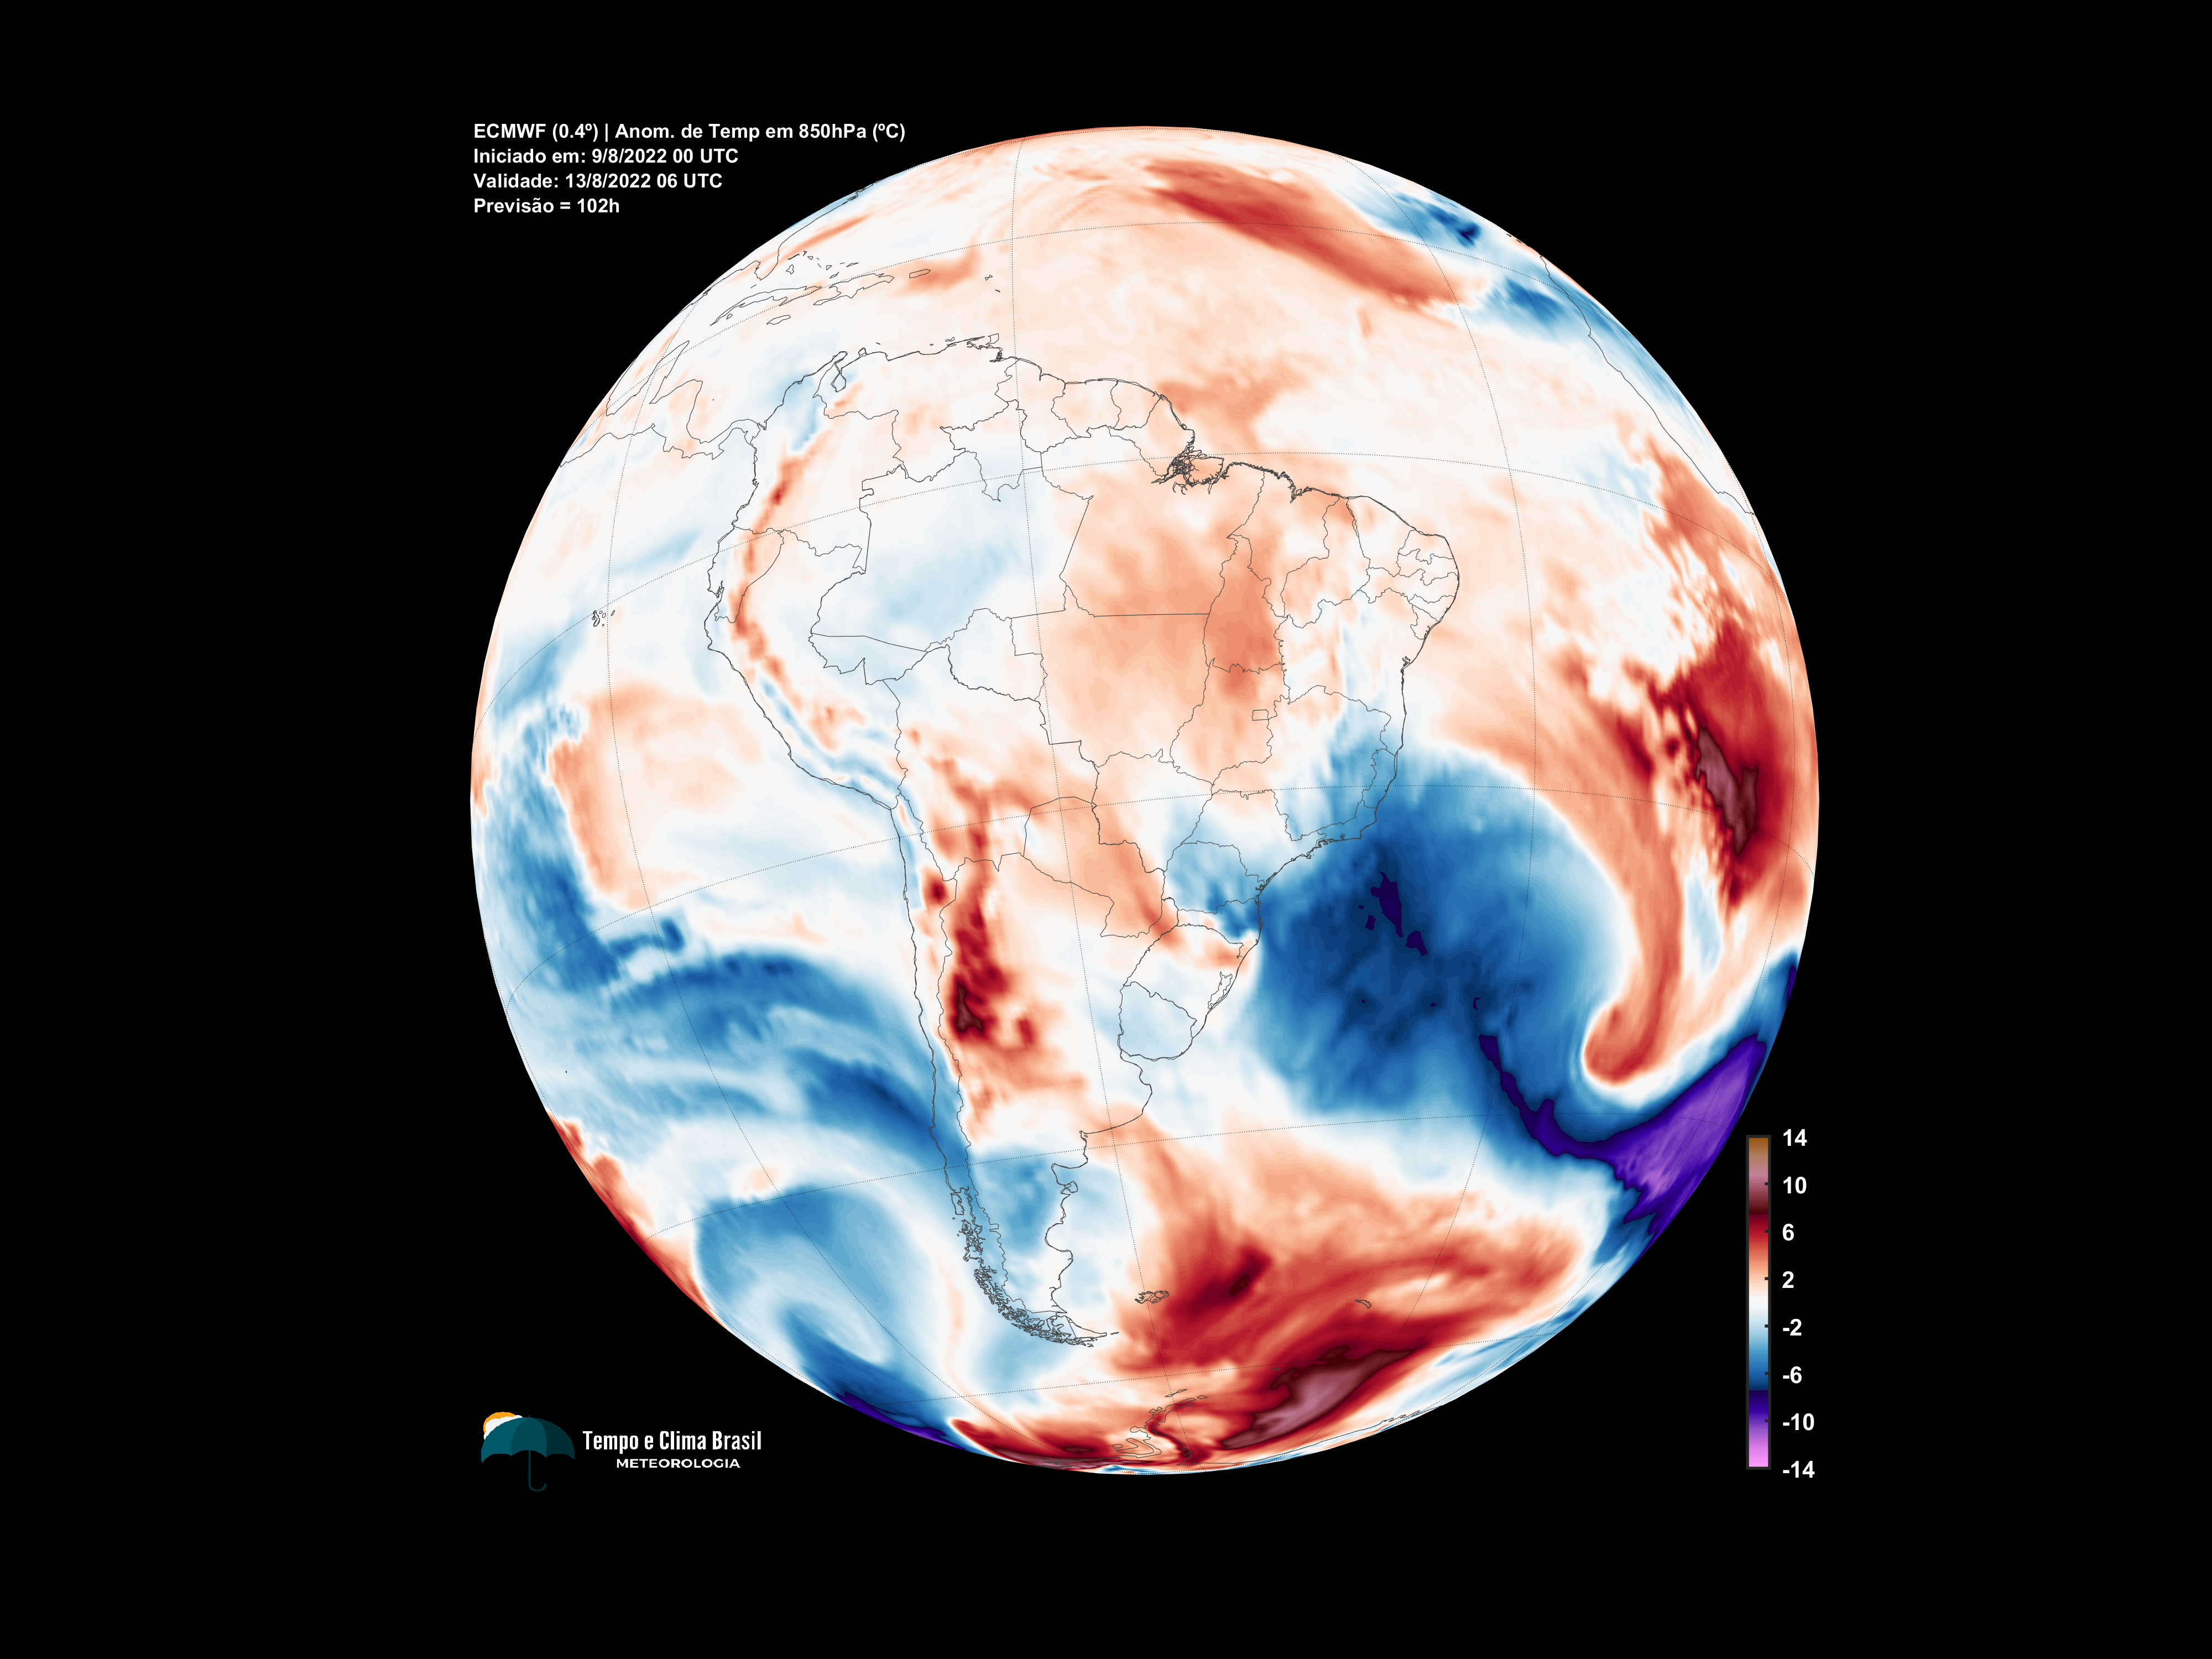 ECMWF (0.4º) | Anom. de Temp em 850hPa (ºC)
Iniciado em: 9/8/2022 00 UTC
Validade: 13/8/2022 06 UTC
Previsão = 102h
14
10
6
2
-2
-6
-10
-14
Tempo e Clima Brasil
METEOROLOGIA